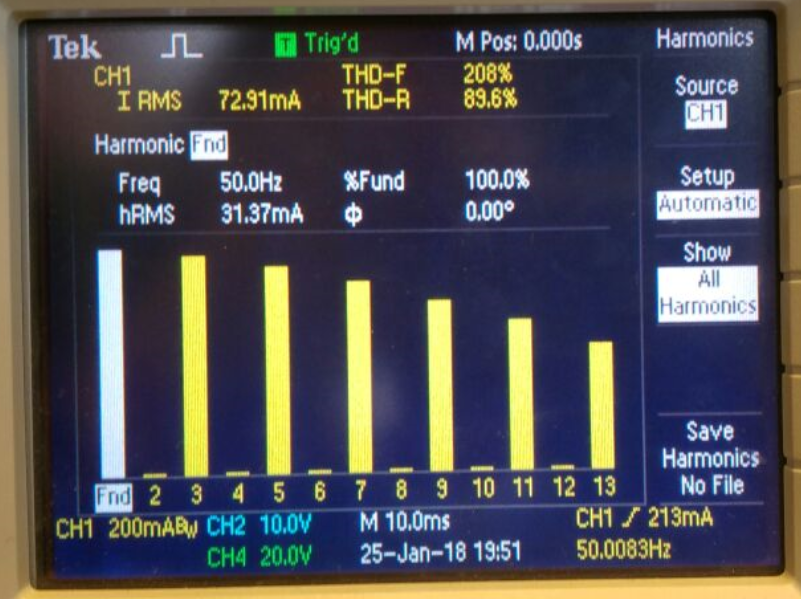 Tek Trig'd M Pos: 0.000s Harmonics
CH1 THD-F 208%
I RMS 72.91mA THD-R 89.6%
Source
CH1
Harmonic Fnd
Freq 50.0Hz %Fund 100.0%
hRMS 31.37mA ϕ 0.00°
Setup
Automatic
Show
All
Harmonics
Save
Harmonics
No File
Fnd 2 3 4 5 6 7 8 9 10 11 12 13
CH1 200mABW CH2 10.0V M 10.0ms CH1 213mA
CH4 20.0V 25-Jan-18 19:51 50.0083Hz